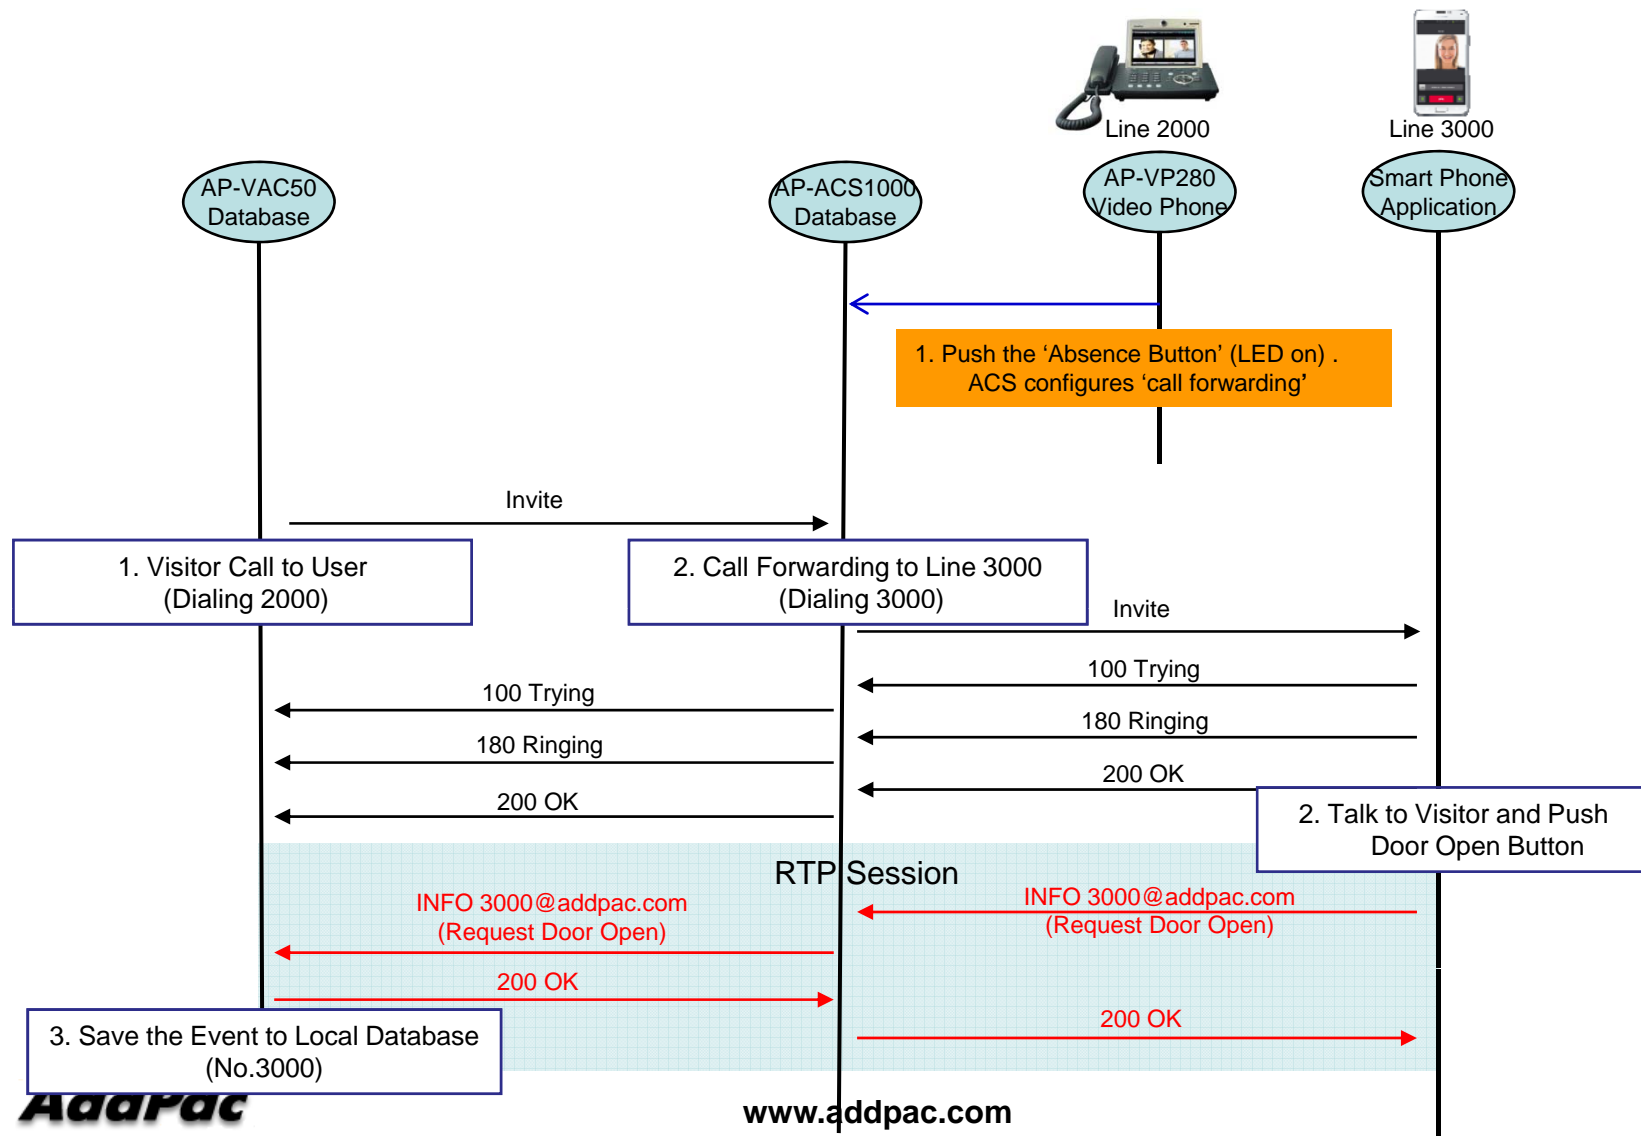 Line 2000
Line 3000
AP-VAC50
Database
AP-ACS1000
Database
AP-VP280
Video Phone
Smart Phone
Application
1. Push the ‘Absence Button’ (LED on) .
ACS configures ‘call forwarding’
Invite
1. Visitor Call to User
(Dialing 2000)
2. Call Forwarding to Line 3000
(Dialing 3000)
Invite
100 Trying
100 Trying
180 Ringing
180 Ringing
200 OK
200 OK
2. Talk to Visitor and Push
Door Open Button
RTP Session
INFO 3000@addpac.com
(Request Door Open)
INFO 3000@addpac.com
(Request Door Open)
200 OK
200 OK
3. Save the Event to Local Database
(No.3000)
AddPac
www.addpac.com